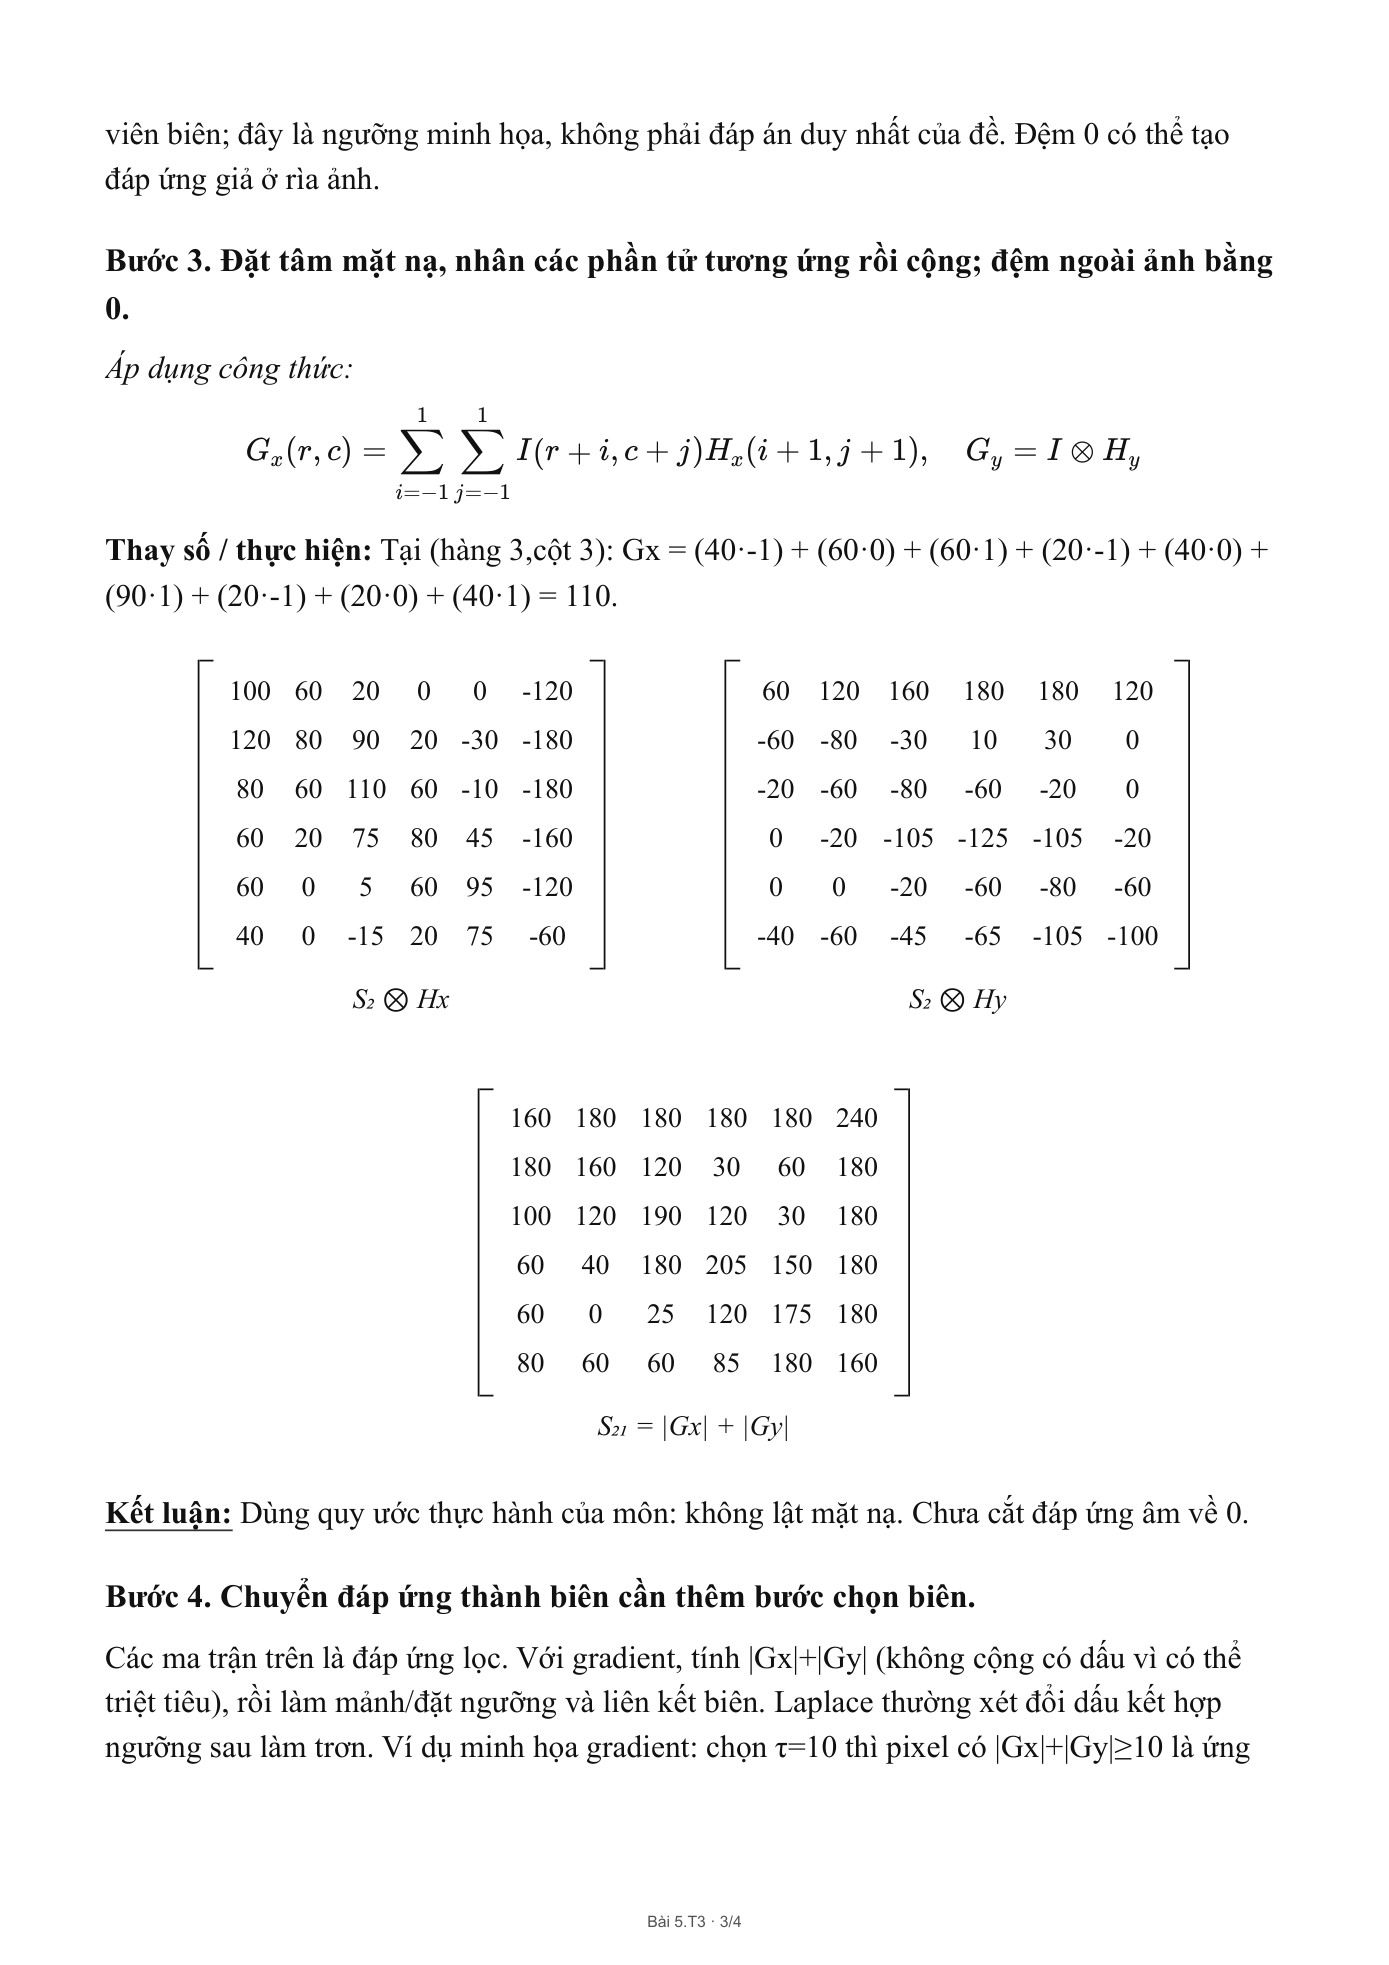 viên biên; đây là ngưỡng minh họa, không phải đáp án duy nhất của đề. Đệm 0 có thể tạo
đáp ứng giả ở rìa ảnh.
Bước 3. Đặt tâm mặt nạ, nhân các phần tử tương ứng rồi cộng; đệm ngoài ảnh bằng
0.
Áp dụng công thức:
G_x(r, c) = ∑_{i=−1}^{1} ∑_{j=−1}^{1} I(r + i, c + j)H_x(i + 1, j + 1), G_y = I ⊗ H_y
Thay số / thực hiện: Tại (hàng 3,cột 3): Gx = (40·-1) + (60·0) + (60·1) + (20·-1) + (40·0) +
(90·1) + (20·-1) + (20·0) + (40·1) = 110.
100 60 20 0 0 -120
120 80 90 20 -30 -180
80 60 110 60 -10 -180
60 20 75 80 45 -160
60 0 5 60 95 -120
40 0 -15 20 75 -60
S₂ ⊗ Hx
60 120 160 180 180 120
-60 -80 -30 10 30 0
-20 -60 -80 -60 -20 0
0 -20 -105 -125 -105 -20
0 0 -20 -60 -80 -60
-40 -60 -45 -65 -105 -100
S₂ ⊗ Hy
160 180 180 180 180 240
180 160 120 30 60 180
100 120 190 120 30 180
60 40 180 205 150 180
60 0 25 120 175 180
80 60 60 85 180 160
S₂₁ = |Gx| + |Gy|
Kết luận: Dùng quy ước thực hành của môn: không lật mặt nạ. Chưa cắt đáp ứng âm về 0.
Bước 4. Chuyển đáp ứng thành biên cần thêm bước chọn biên.
Các ma trận trên là đáp ứng lọc. Với gradient, tính |Gx|+|Gy| (không cộng có dấu vì có thể
triệt tiêu), rồi làm mảnh/đặt ngưỡng và liên kết biên. Laplace thường xét đổi dấu kết hợp
ngưỡng sau làm trơn. Ví dụ minh họa gradient: chọn τ=10 thì pixel có |Gx|+|Gy|≥10 là ứng
Bài 5.T3 · 3/4